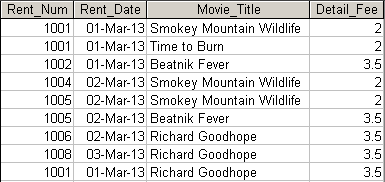 Rent_Num Rent_Date Movie_Title Detail_Fee
1001 01-Mar-13 Smokey Mountain Wildlife 2
1001 01-Mar-13 Time to Burn 2
1002 01-Mar-13 Beatnik Fever 3.5
1004 02-Mar-13 Smokey Mountain Wildlife 2
1005 02-Mar-13 Smokey Mountain Wildlife 2
1005 02-Mar-13 Beatnik Fever 3.5
1006 02-Mar-13 Richard Goodhope 3.5
1008 03-Mar-13 Richard Goodhope 3.5
1001 01-Mar-13 Richard Goodhope 3.5